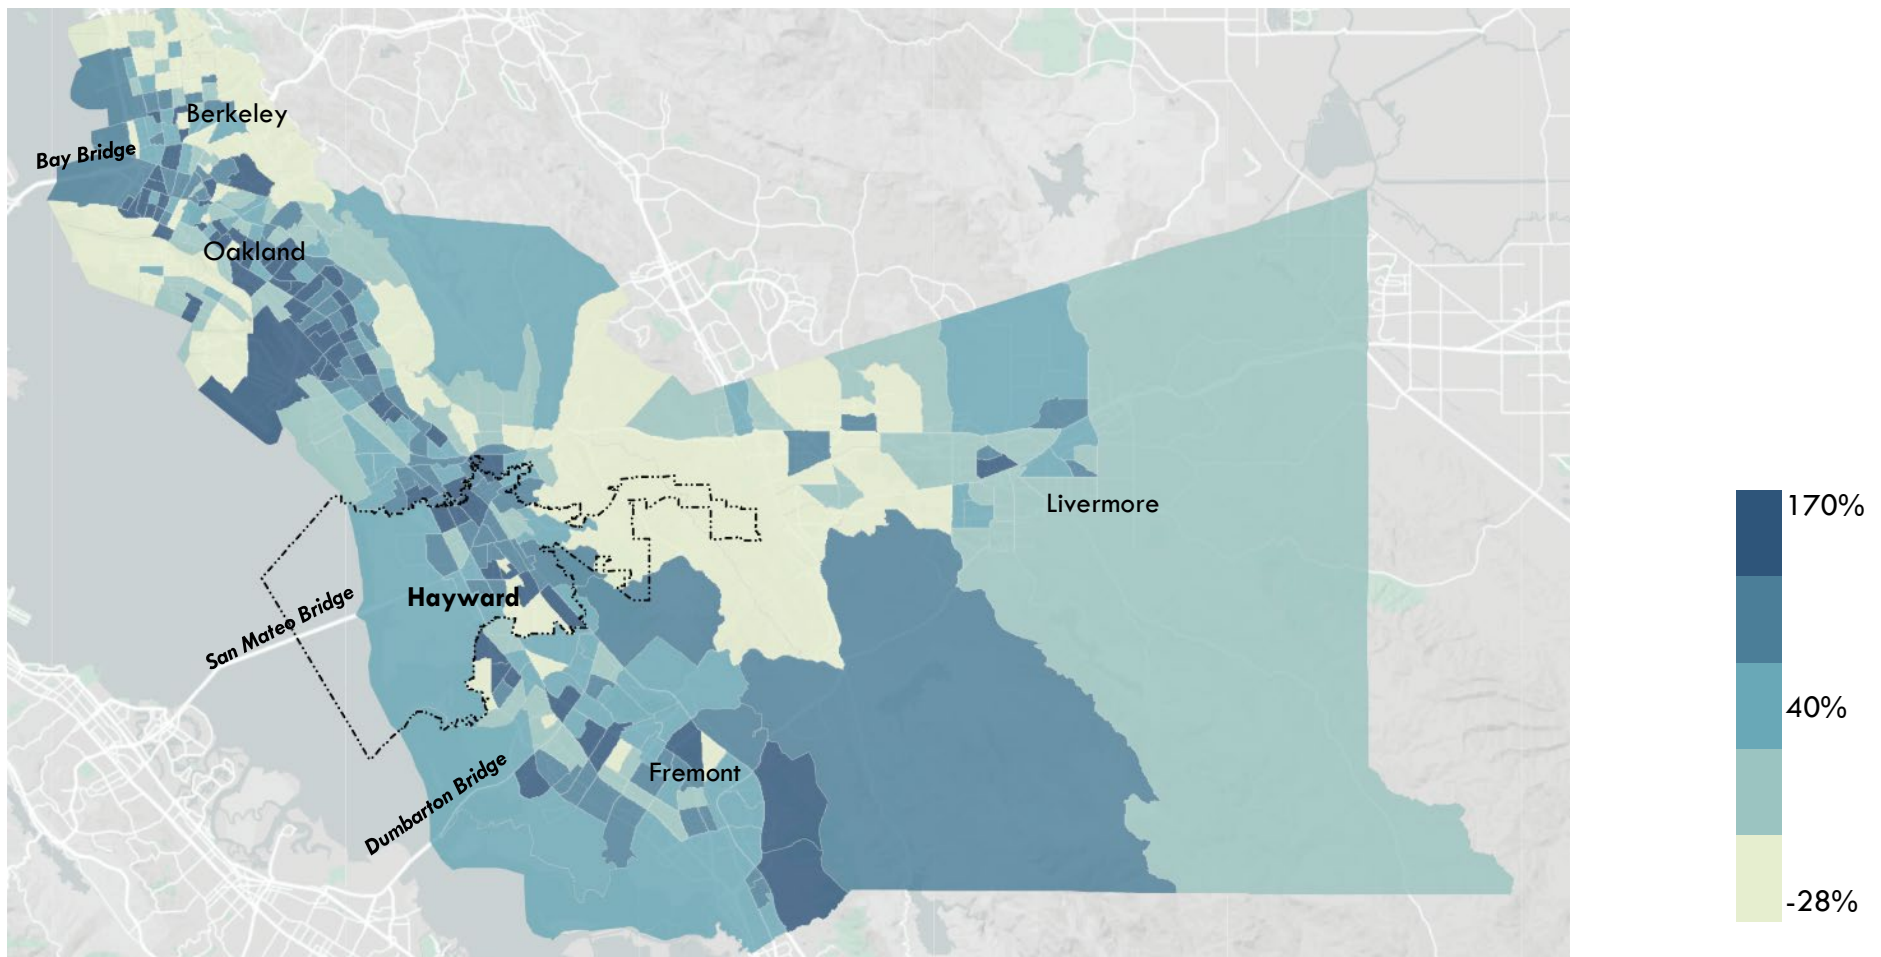 Berkeley
Bay Bridge
Oakland
Livermore
Hayward
San Mateo Bridge
Dumbarton Bridge
Fremont
170%
40%
-28%